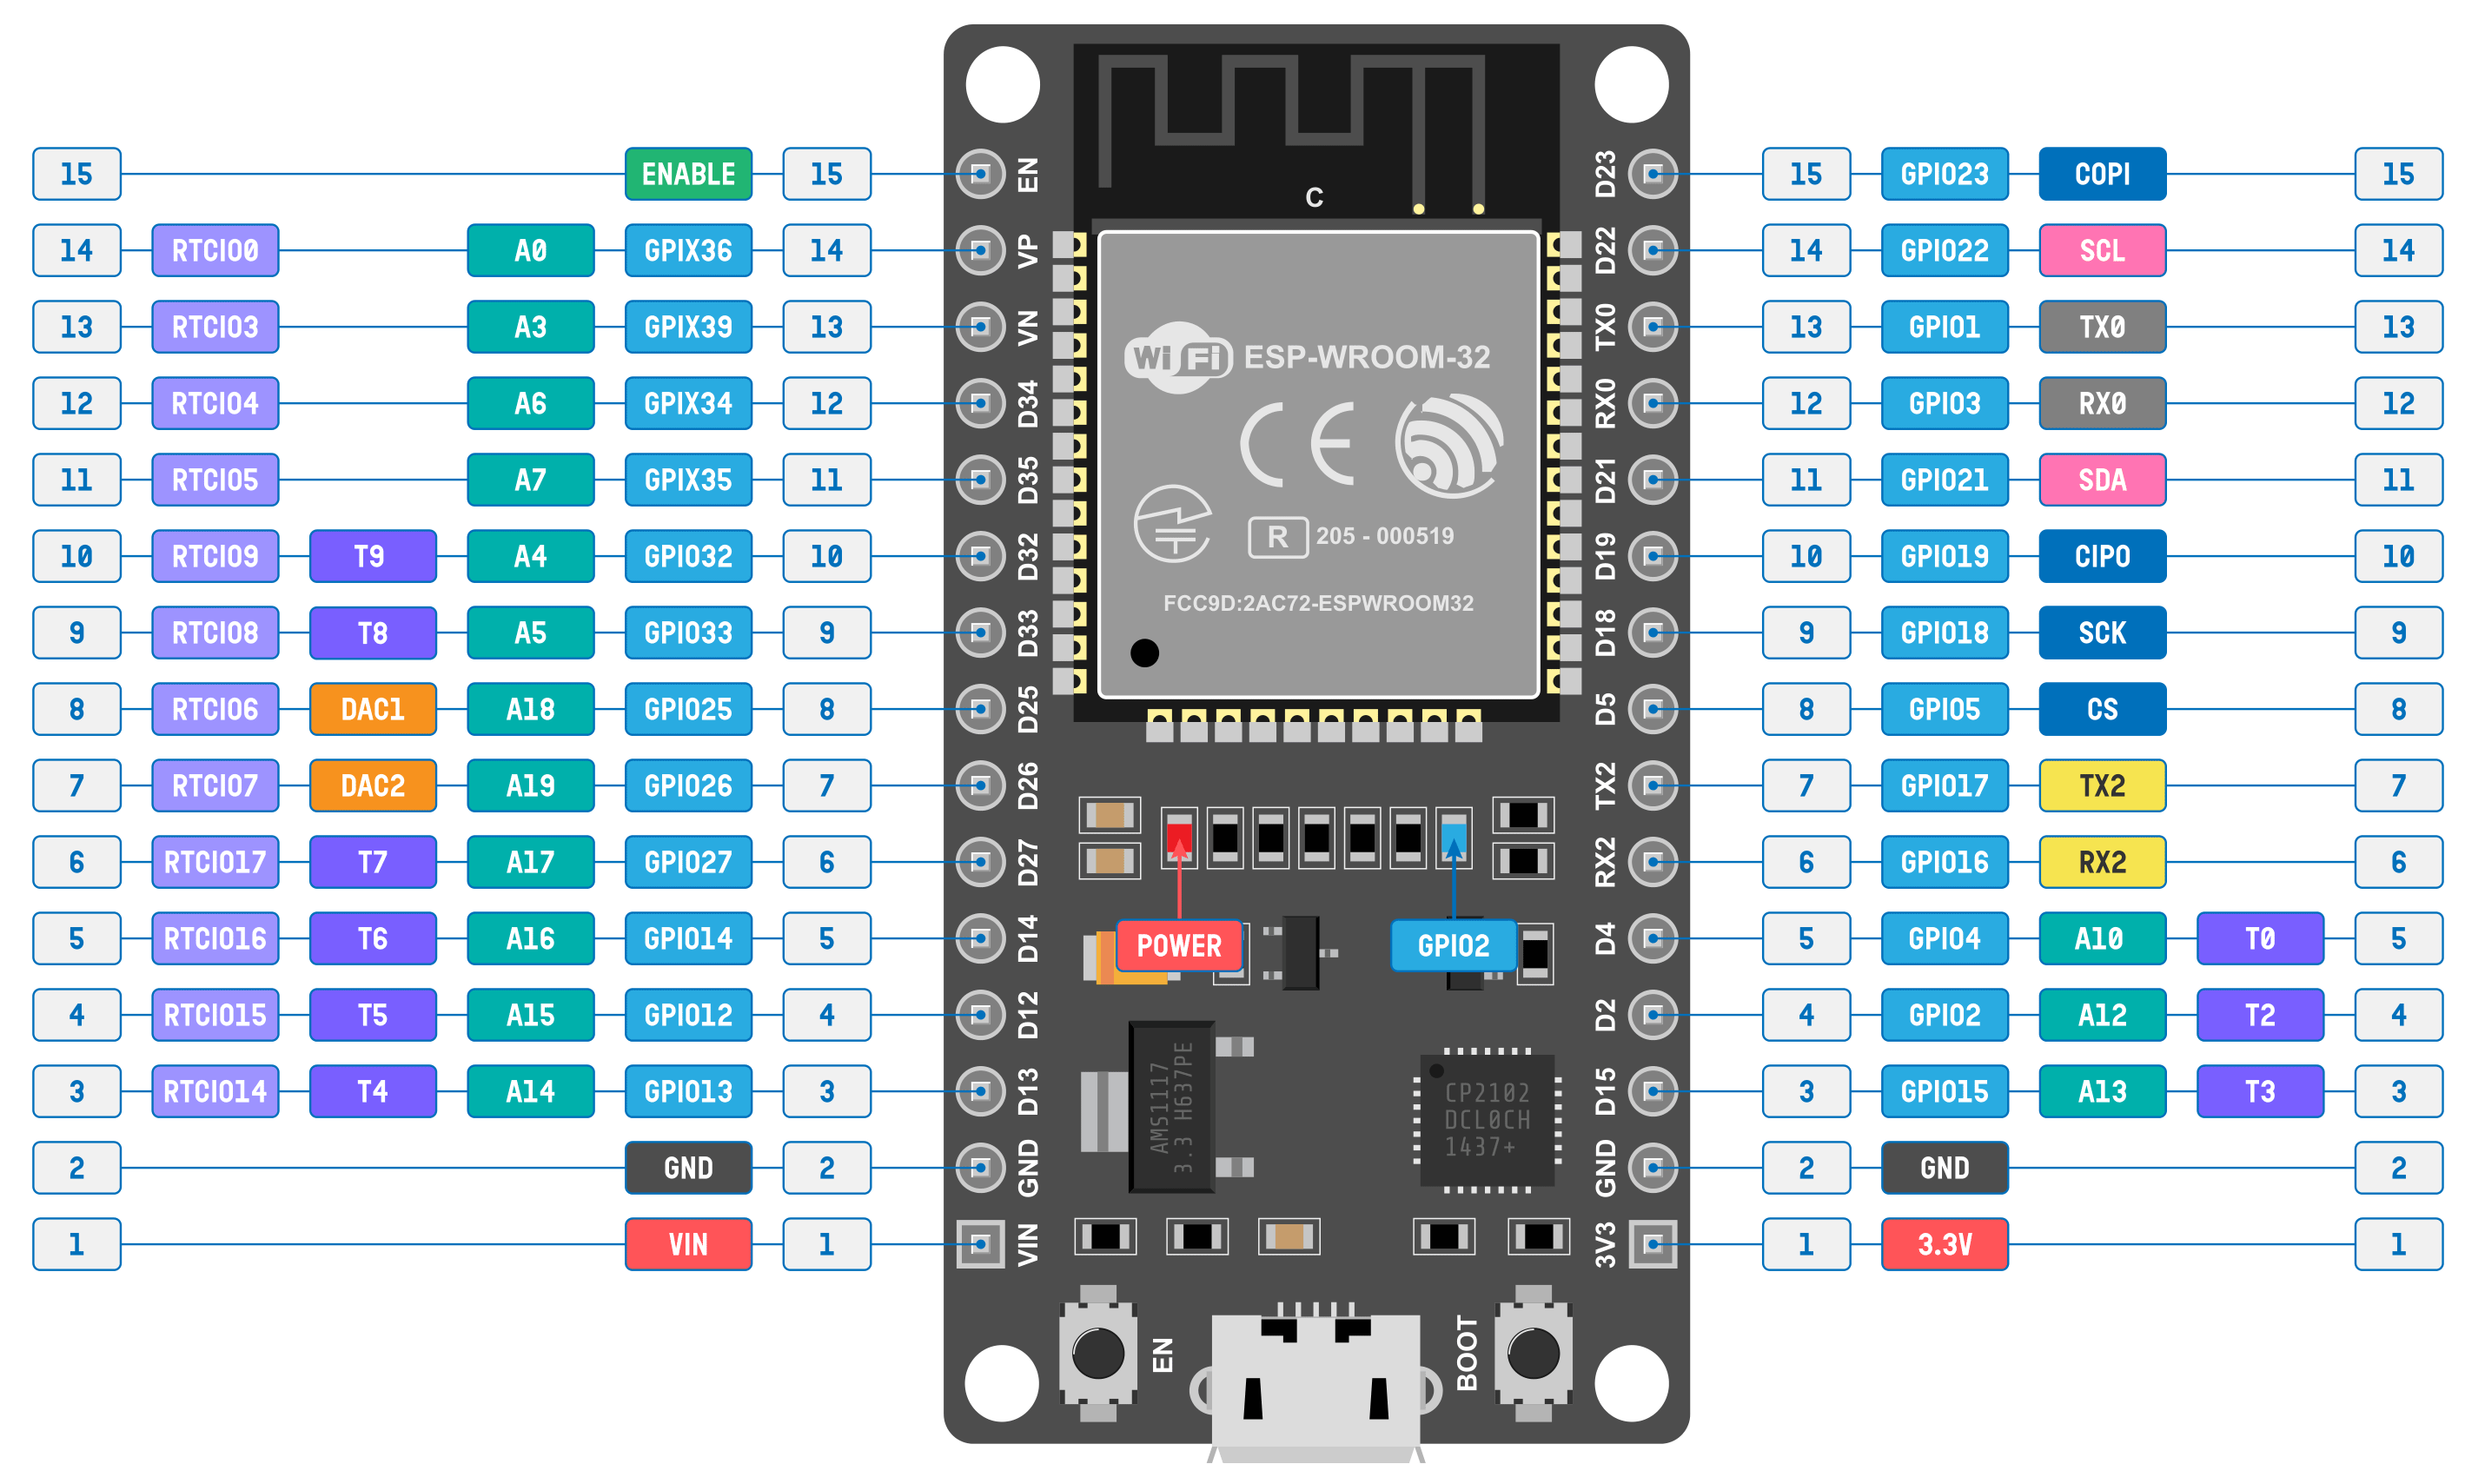 C
15 ENABLE 15 EN D23 15 GPIO23 COPI 15
14 RTCIO0 A0 GPIX36 14 VP D22 14 GPIO22 SCL 14
13 RTCIO3 A3 GPIX39 13 VN TX0 13 GPIO1 TX0 13
12 RTCIO4 A6 GPIX34 12 D34 RX0 12 GPIO3 RX0 12
11 RTCIO5 A7 GPIX35 11 D35 D21 11 GPIO21 SDA 11
10 RTCIO9 T9 A4 GPIO32 10 D32 D19 10 GPIO19 CIPO 10
9 RTCIO8 T8 A5 GPIO33 9 D33 D18 9 GPIO18 SCK 9
8 RTCIO6 DAC1 A18 GPIO25 8 D25 D5 8 GPIO5 CS 8
7 RTCIO7 DAC2 A19 GPIO26 7 D26 TX2 7 GPIO17 TX2 7
6 RTCIO17 T7 A17 GPIO27 6 D27 RX2 6 GPIO16 RX2 6
5 RTCIO16 T6 A16 GPIO14 5 D14 D4 5 GPIO4 A10 T0 5
4 RTCIO15 T5 A15 GPIO12 4 D12 D2 4 GPIO2 A12 T2 4
3 RTCIO14 T4 A14 GPIO13 3 D13 D15 3 GPIO15 A13 T3 3
2 GND 2 GND GND 2 GND 2
1 VIN 1 VIN 3V3 1 3.3V 1
WiFi ESP-WROOM-32
CE
R 205 - 000519
FCC9D:2AC72-ESPWROOM32
POWER
GPIO2
AMS1117
3.3 H637PE
CP2102
DCL0CH
1437+
EN
BOOT